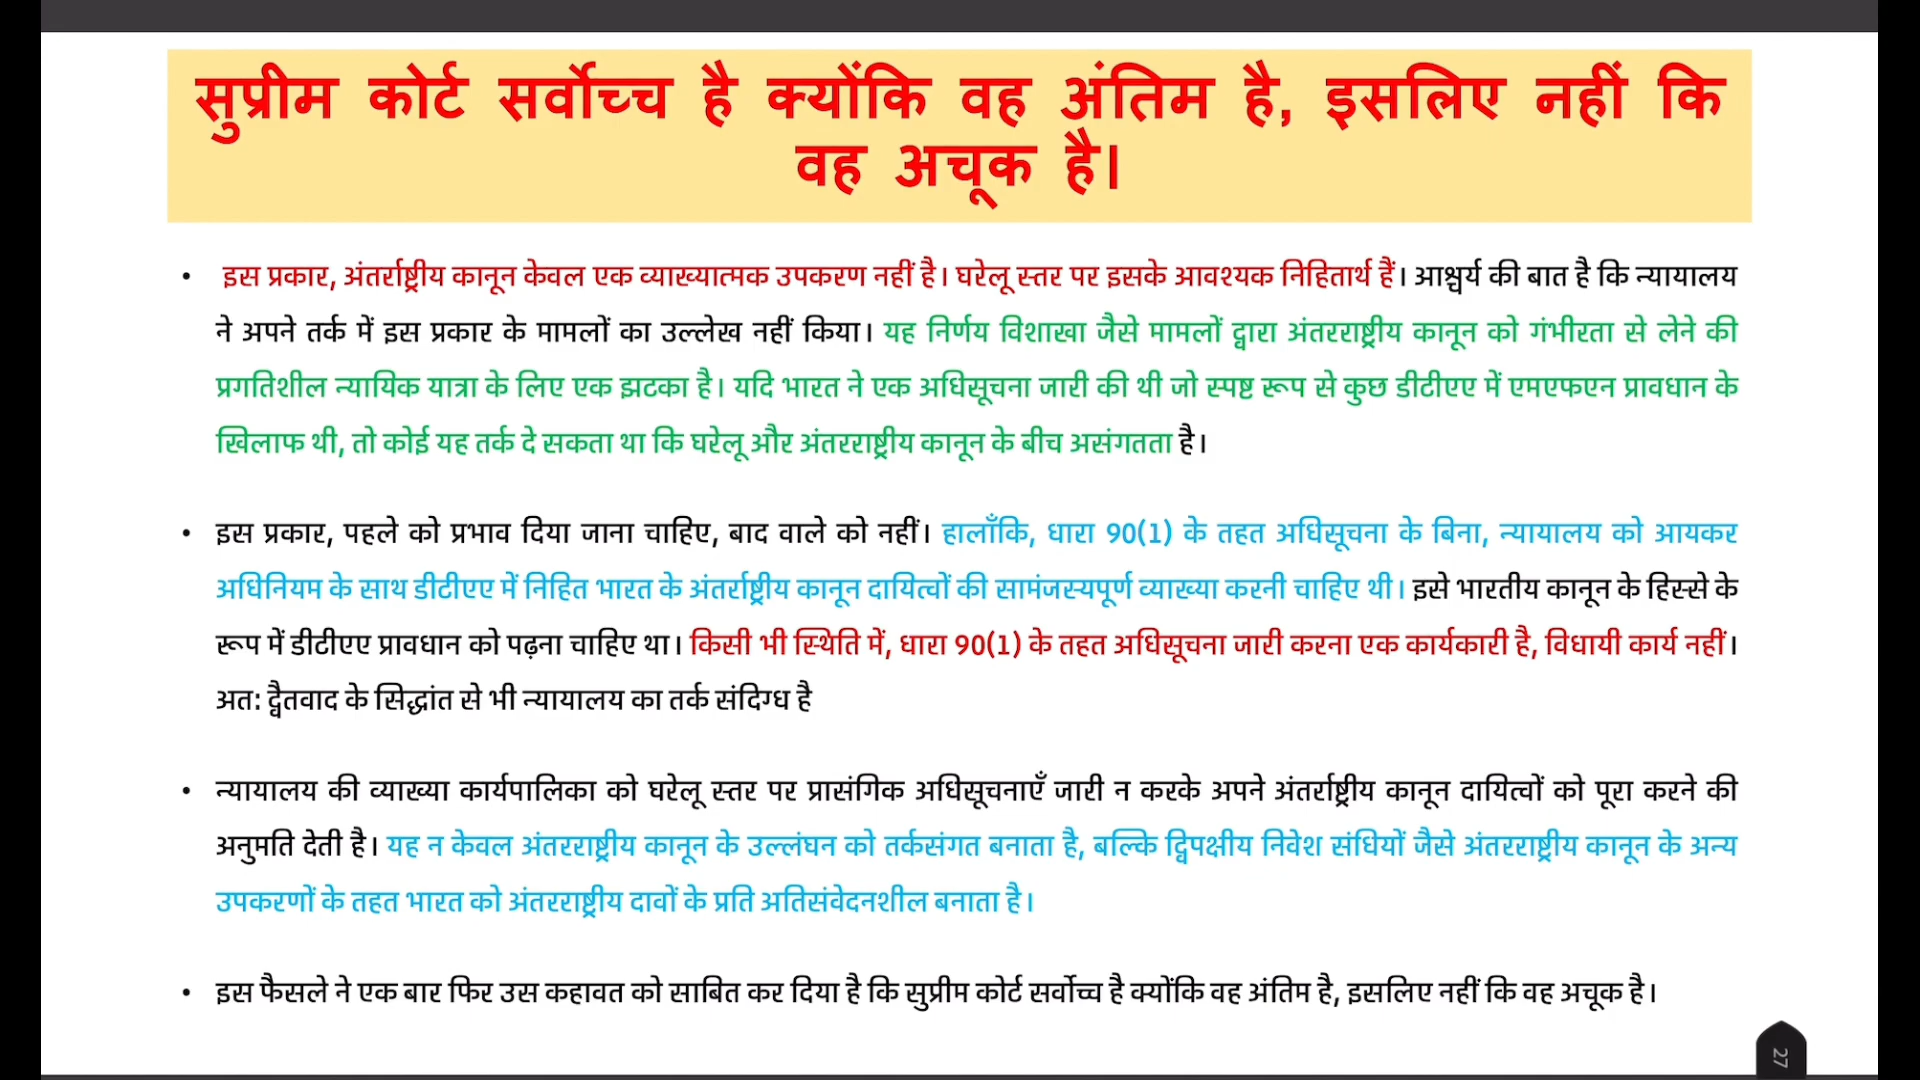 सुप्रीम कोर्ट सर्वोच्च है क्योंकि वह अंतिम है, इसलिए नहीं कि
वह अचूक है।
• इस प्रकार, अंतर्राष्ट्रीय कानून केवल एक व्याख्यात्मक उपकरण नहीं है। घरेलू स्तर पर इसके आवश्यक निहितार्थ हैं। आश्चर्य की बात है कि न्यायालय
ने अपने तर्क में इस प्रकार के मामलों का उल्लेख नहीं किया। यह निर्णय विशाखा जैसे मामलों द्वारा अंतरराष्ट्रीय कानून को गंभीरता से लेने की
प्रगतिशील न्यायिक यात्रा के लिए एक झटका है। यदि भारत ने एक अधिसूचना जारी की थी जो स्पष्ट रूप से कुछ डीटीएए में एमएफएन प्रावधान के
खिलाफ थी, तो कोई यह तर्क दे सकता था कि घरेलू और अंतरराष्ट्रीय कानून के बीच असंगतता है।
• इस प्रकार, पहले को प्रभाव दिया जाना चाहिए, बाद वाले को नहीं। हालाँकि, धारा 90(1) के तहत अधिसूचना के बिना, न्यायालय को आयकर
अधिनियम के साथ डीटीएए में निहित भारत के अंतर्राष्ट्रीय कानून दायित्वों की सामंजस्यपूर्ण व्याख्या करनी चाहिए थी। इसे भारतीय कानून के हिस्से के
रूप में डीटीएए प्रावधान को पढ़ना चाहिए था। किसी भी स्थिति में, धारा 90(1) के तहत अधिसूचना जारी करना एक कार्यकारी है, विधायी कार्य नहीं।
अत: द्वैतवाद के सिद्धांत से भी न्यायालय का तर्क संदिग्ध है
• न्यायालय की व्याख्या कार्यपालिका को घरेलू स्तर पर प्रासंगिक अधिसूचनाएँ जारी न करके अपने अंतर्राष्ट्रीय कानून दायित्वों को पूरा करने की
अनुमति देती है। यह न केवल अंतरराष्ट्रीय कानून के उल्लंघन को तर्कसंगत बनाता है, बल्कि द्विपक्षीय निवेश संधियों जैसे अंतरराष्ट्रीय कानून के अन्य
उपकरणों के तहत भारत को अंतरराष्ट्रीय दावों के प्रति अतिसंवेदनशील बनाता है।
• इस फैसले ने एक बार फिर उस कहावत को साबित कर दिया है कि सुप्रीम कोर्ट सर्वोच्च है क्योंकि वह अंतिम है, इसलिए नहीं कि वह अचूक है।
27